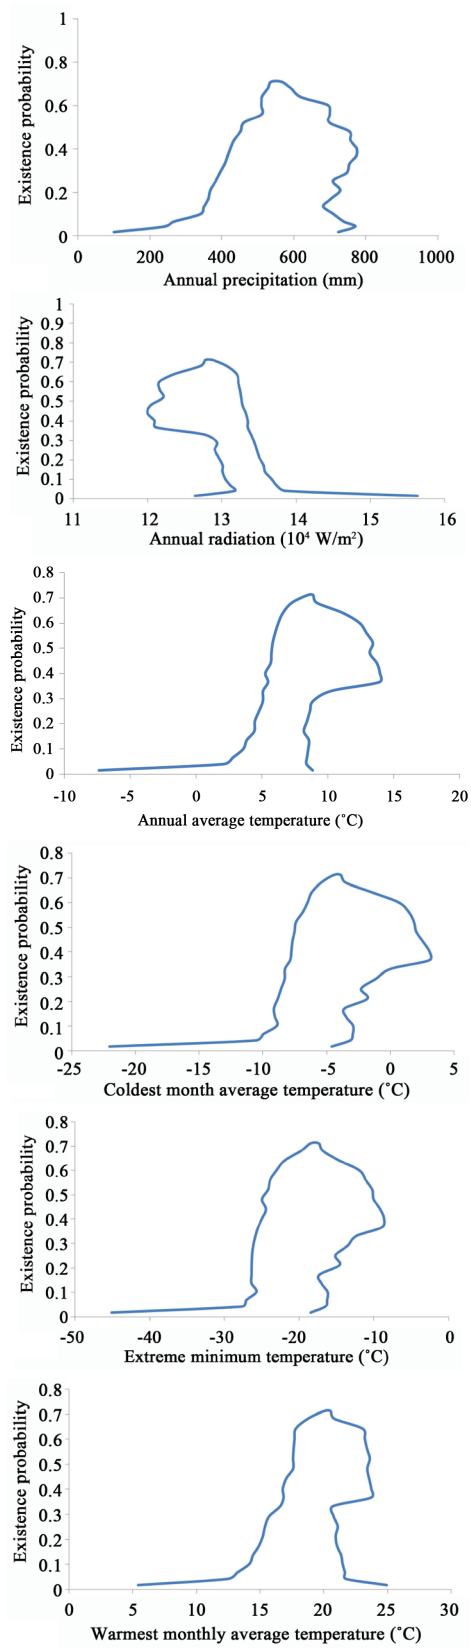 1
0.8
0.6
0.4
0.2
0
Existence probability
0 200 400 600 800 1000
Annual precipitation (mm)
1
0.9
0.8
0.7
0.6
0.5
0.4
0.3
0.2
0.1
0
Existence probability
11 12 13 14 15 16
Annual radiation (10⁴ W/m²)
0.8
0.7
0.6
0.5
0.4
0.3
0.2
0.1
0
Existence probability
-10 -5 0 5 10 15 20
Annual average temperature (˚C)
0.8
0.7
0.6
0.5
0.4
0.3
0.2
0.1
0
Existence probability
-25 -20 -15 -10 -5 0 5
Coldest month average temperature (˚C)
0.8
0.7
0.6
0.5
0.4
0.3
0.2
0.1
0
Existence probability
-50 -40 -30 -20 -10 0
Extreme minimum temperature (˚C)
0.8
0.7
0.6
0.5
0.4
0.3
0.2
0.1
0
Existence probability
0 5 10 15 20 25 30
Warmest monthly average temperature (˚C)